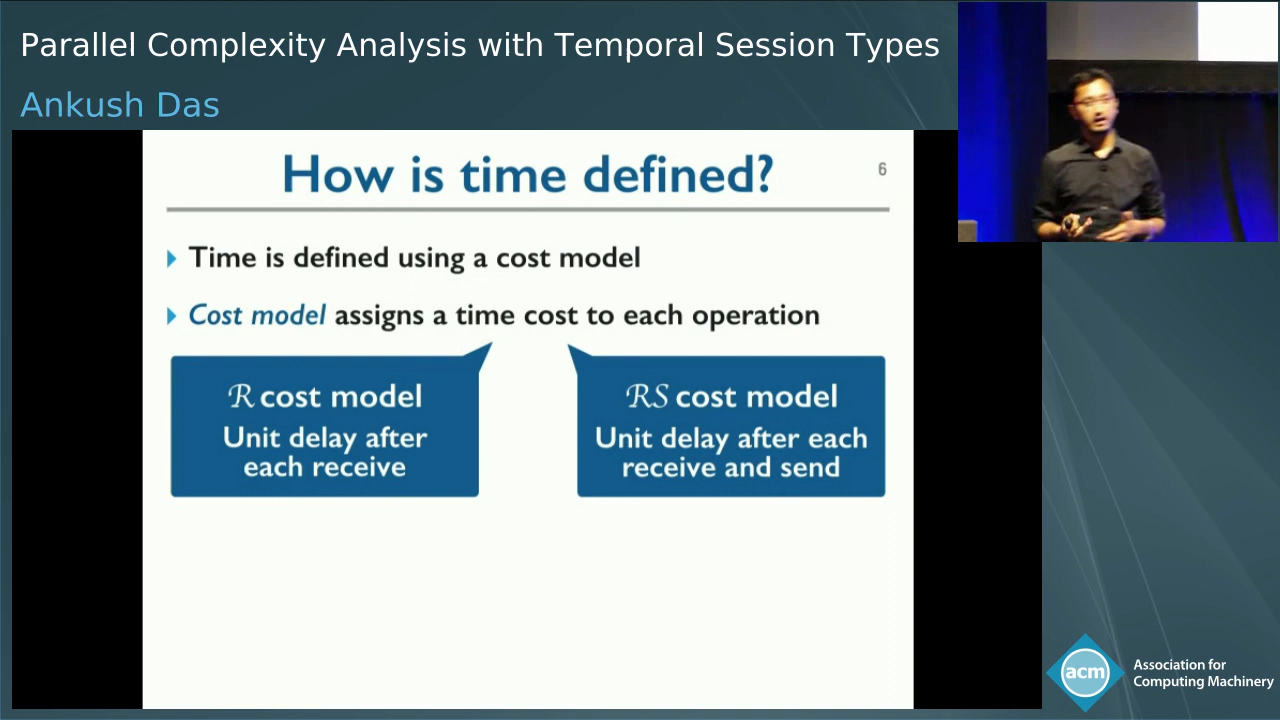 Parallel Complexity Analysis with Temporal Session Types
Ankush Das
How is time defined?
6
Time is defined using a cost model
Cost model assigns a time cost to each operation
ℛ cost model
Unit delay after
each receive
ℛ𝒮 cost model
Unit delay after each
receive and send
acm
Association for
Computing Machinery